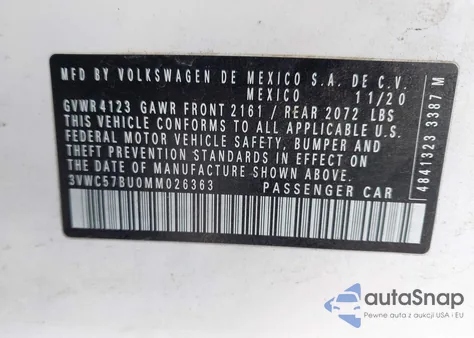 MFD BY VOLKSWAGEN DE MEXICO S.A. DE C.V.
MEXICO 11/20
GVWR4123 GAWR FRONT 2161 / REAR 2072 LBS
THIS VEHICLE CONFORMS TO ALL APPLICABLE U.S.
FEDERAL MOTOR VEHICLE SAFETY, BUMPER AND
THEFT PREVENTION STANDARDS IN EFFECT ON
THE DATE OF MANUFACTURE SHOWN ABOVE
3VWC57BU0MM026363 PASSENGER CAR
4841323 3387 M
autoSnap
Pewne auta z aukcji USA i EU